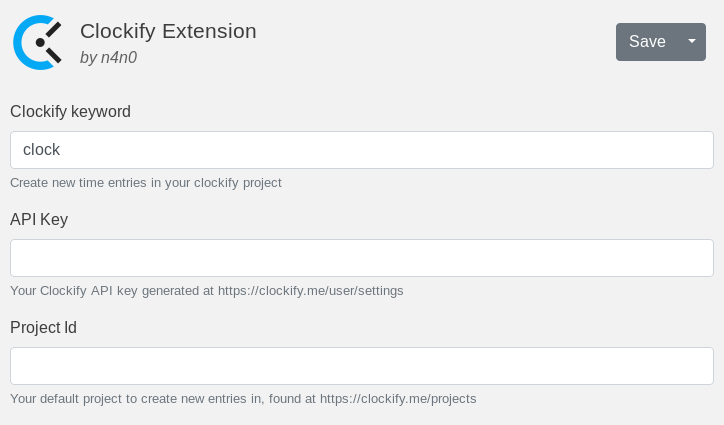 Clockify Extension
by n4n0
Save
Clockify keyword
clock
Create new time entries in your clockify project
API Key
Your Clockify API key generated at https://clockify.me/user/settings
Project Id
Your default project to create new entries in, found at https://clockify.me/projects